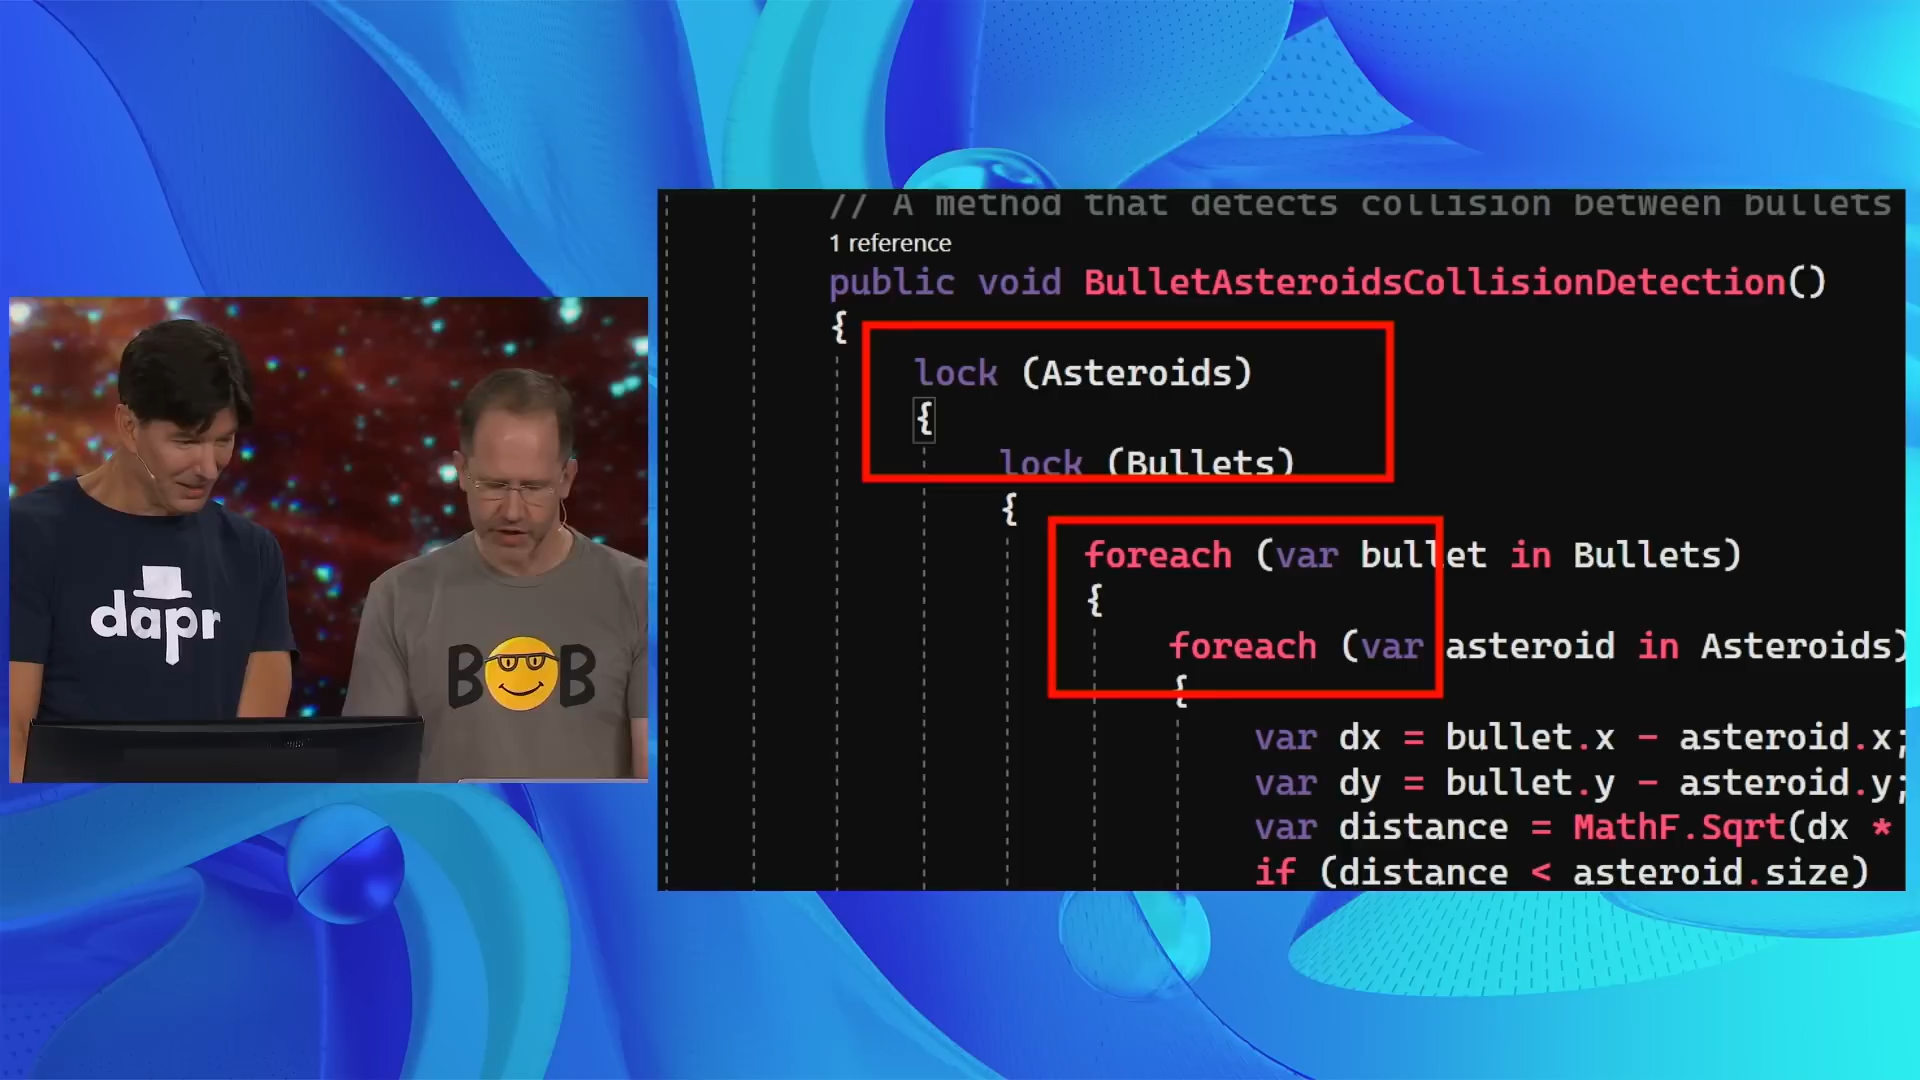 // A method that detects collision between bullets
1 reference
public void BulletAsteroidsCollisionDetection()
{
lock (Asteroids)
{
lock (Bullets)
{
foreach (var bullet in Bullets)
{
foreach (var asteroid in Asteroids)
{
var dx = bullet.x - asteroid.x;
var dy = bullet.y - asteroid.y;
var distance = MathF.Sqrt(dx *
if (distance < asteroid.size)
dapr
BOB